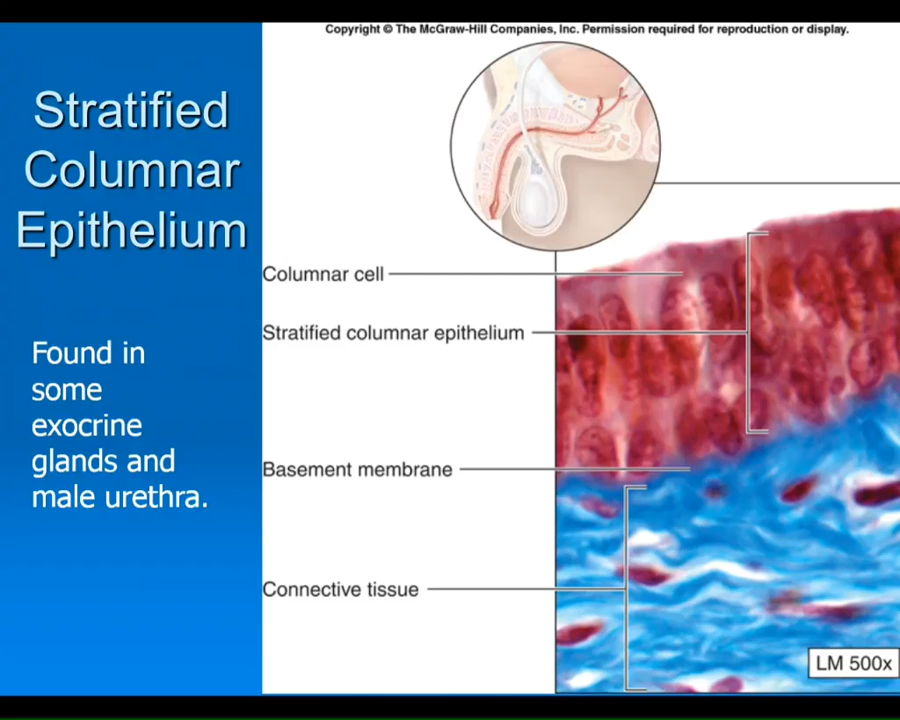 Copyright © The McGraw-Hill Companies, Inc. Permission required for reproduction or display.
Stratified
Columnar
Epithelium
Found in
some
exocrine
glands and
male urethra.
Columnar cell
Stratified columnar epithelium
Basement membrane
Connective tissue
LM 500x